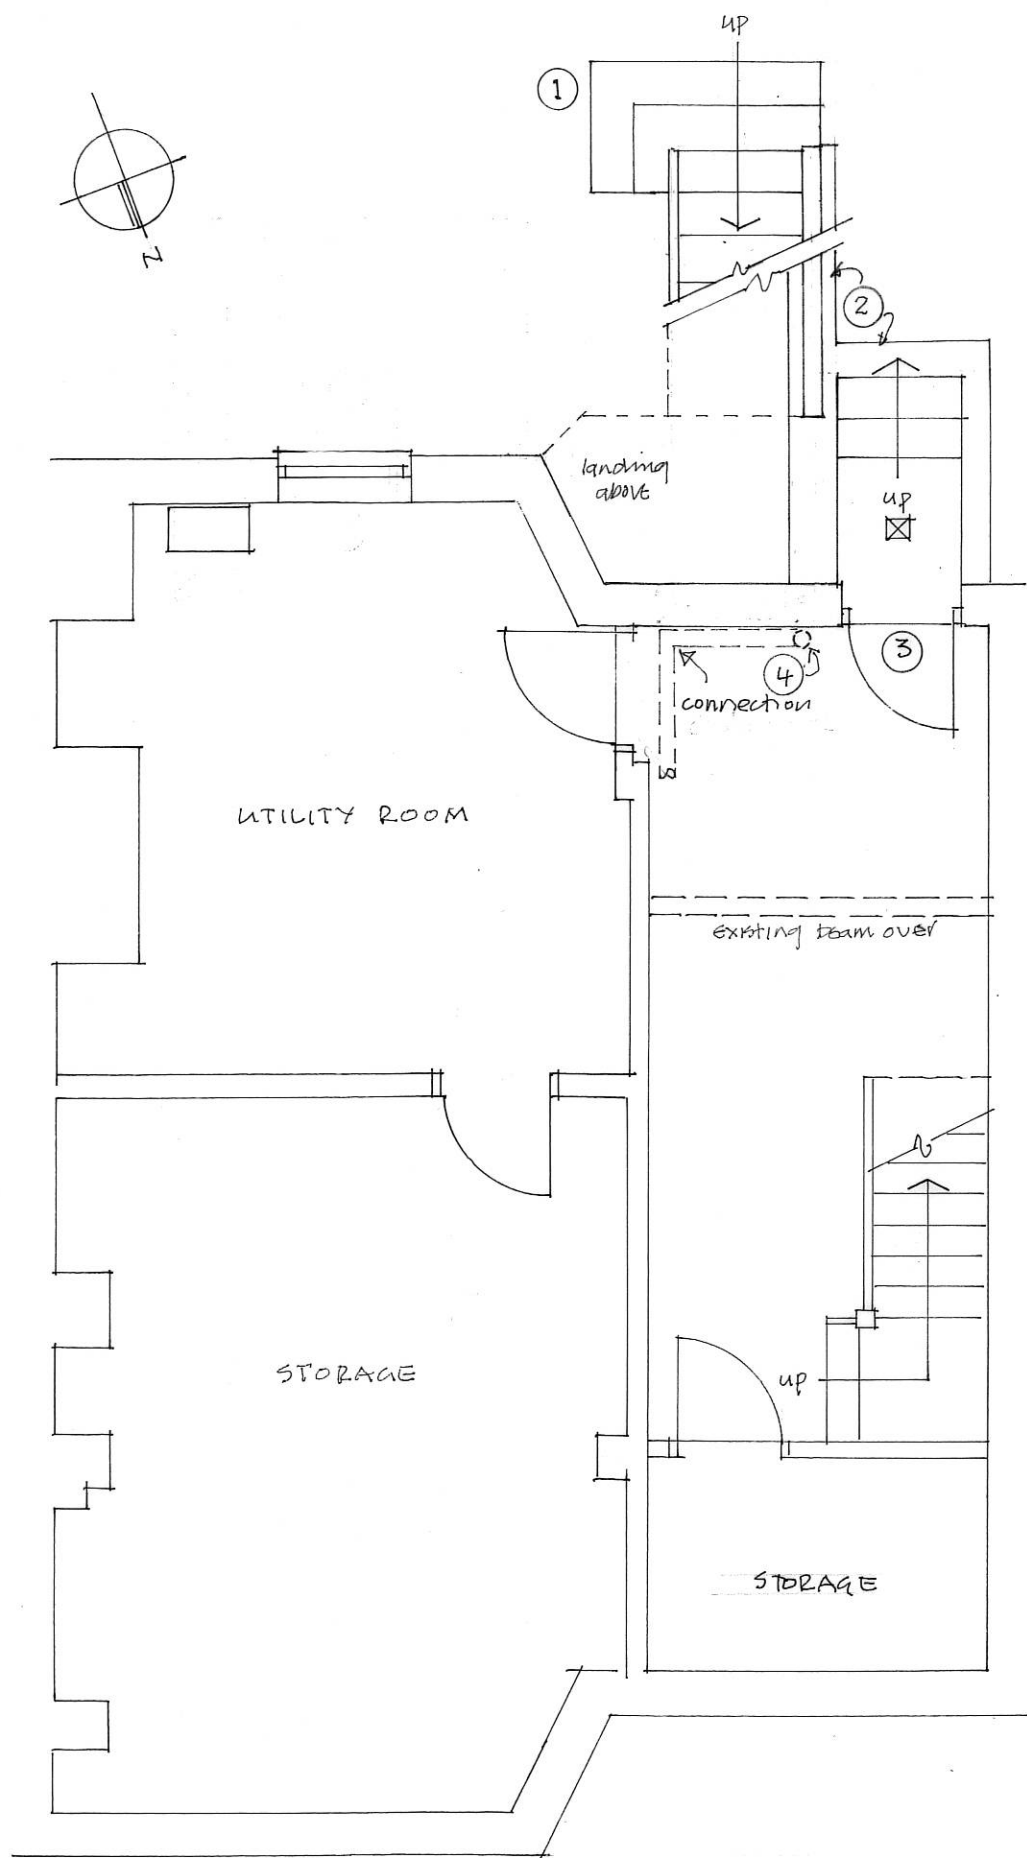 up
1
N
2
landing
above
up
3
4
connection
UTILITY ROOM
existing beam over
STORAGE
up
STORAGE